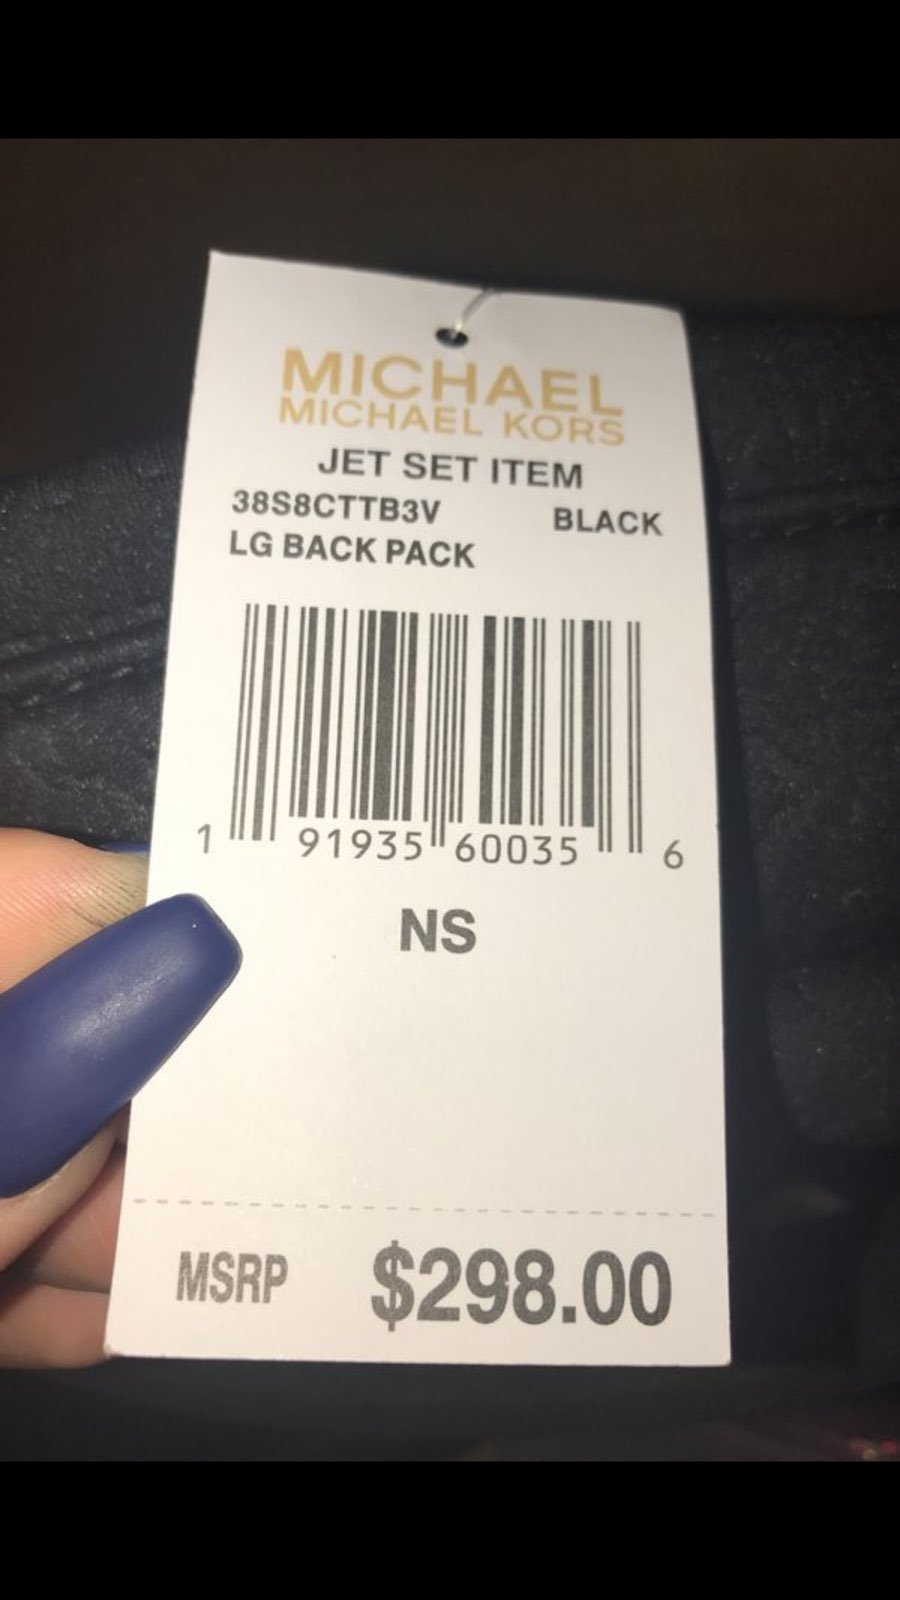 MICHAEL
MICHAEL KORS
JET SET ITEM
38S8CTTB3V BLACK
LG BACK PACK
1 91935 60035 6
NS
MSRP $298.00